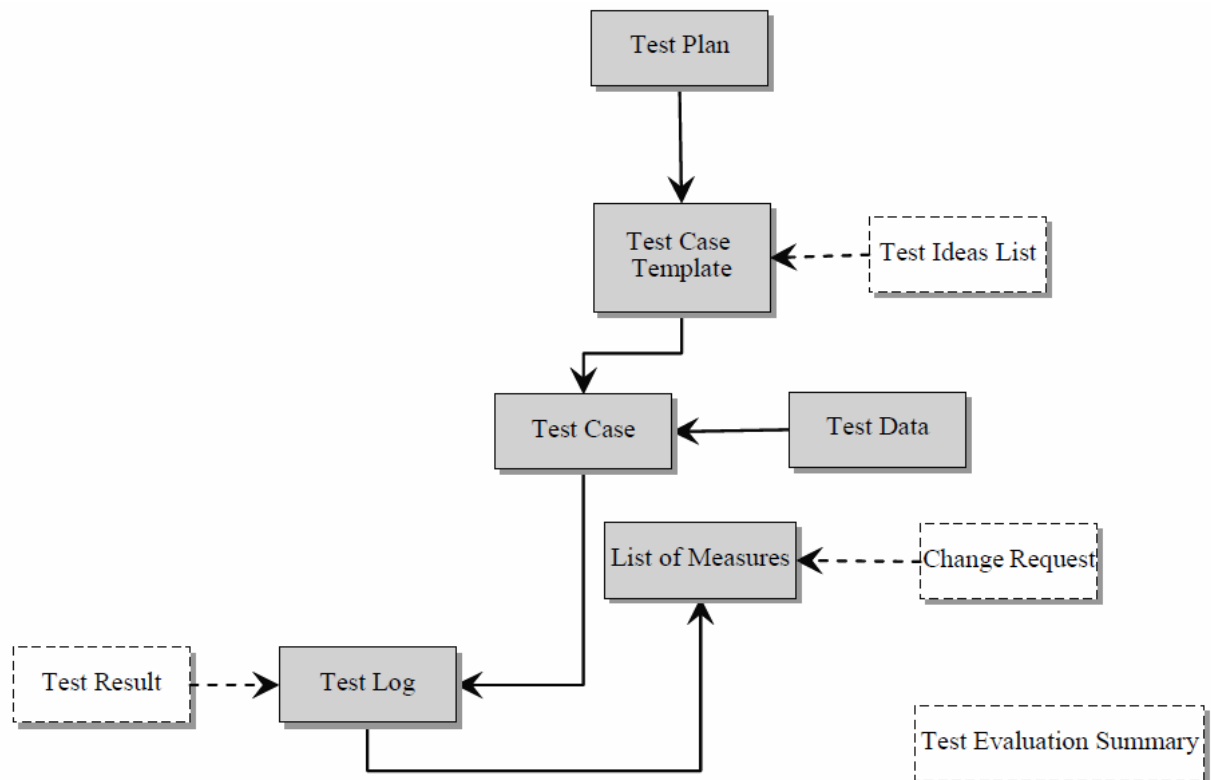 Test Plan
Test Case
Template
Test Ideas List
Test Case
Test Data
List of Measures
Change Request
Test Result
Test Log
Test Evaluation Summary